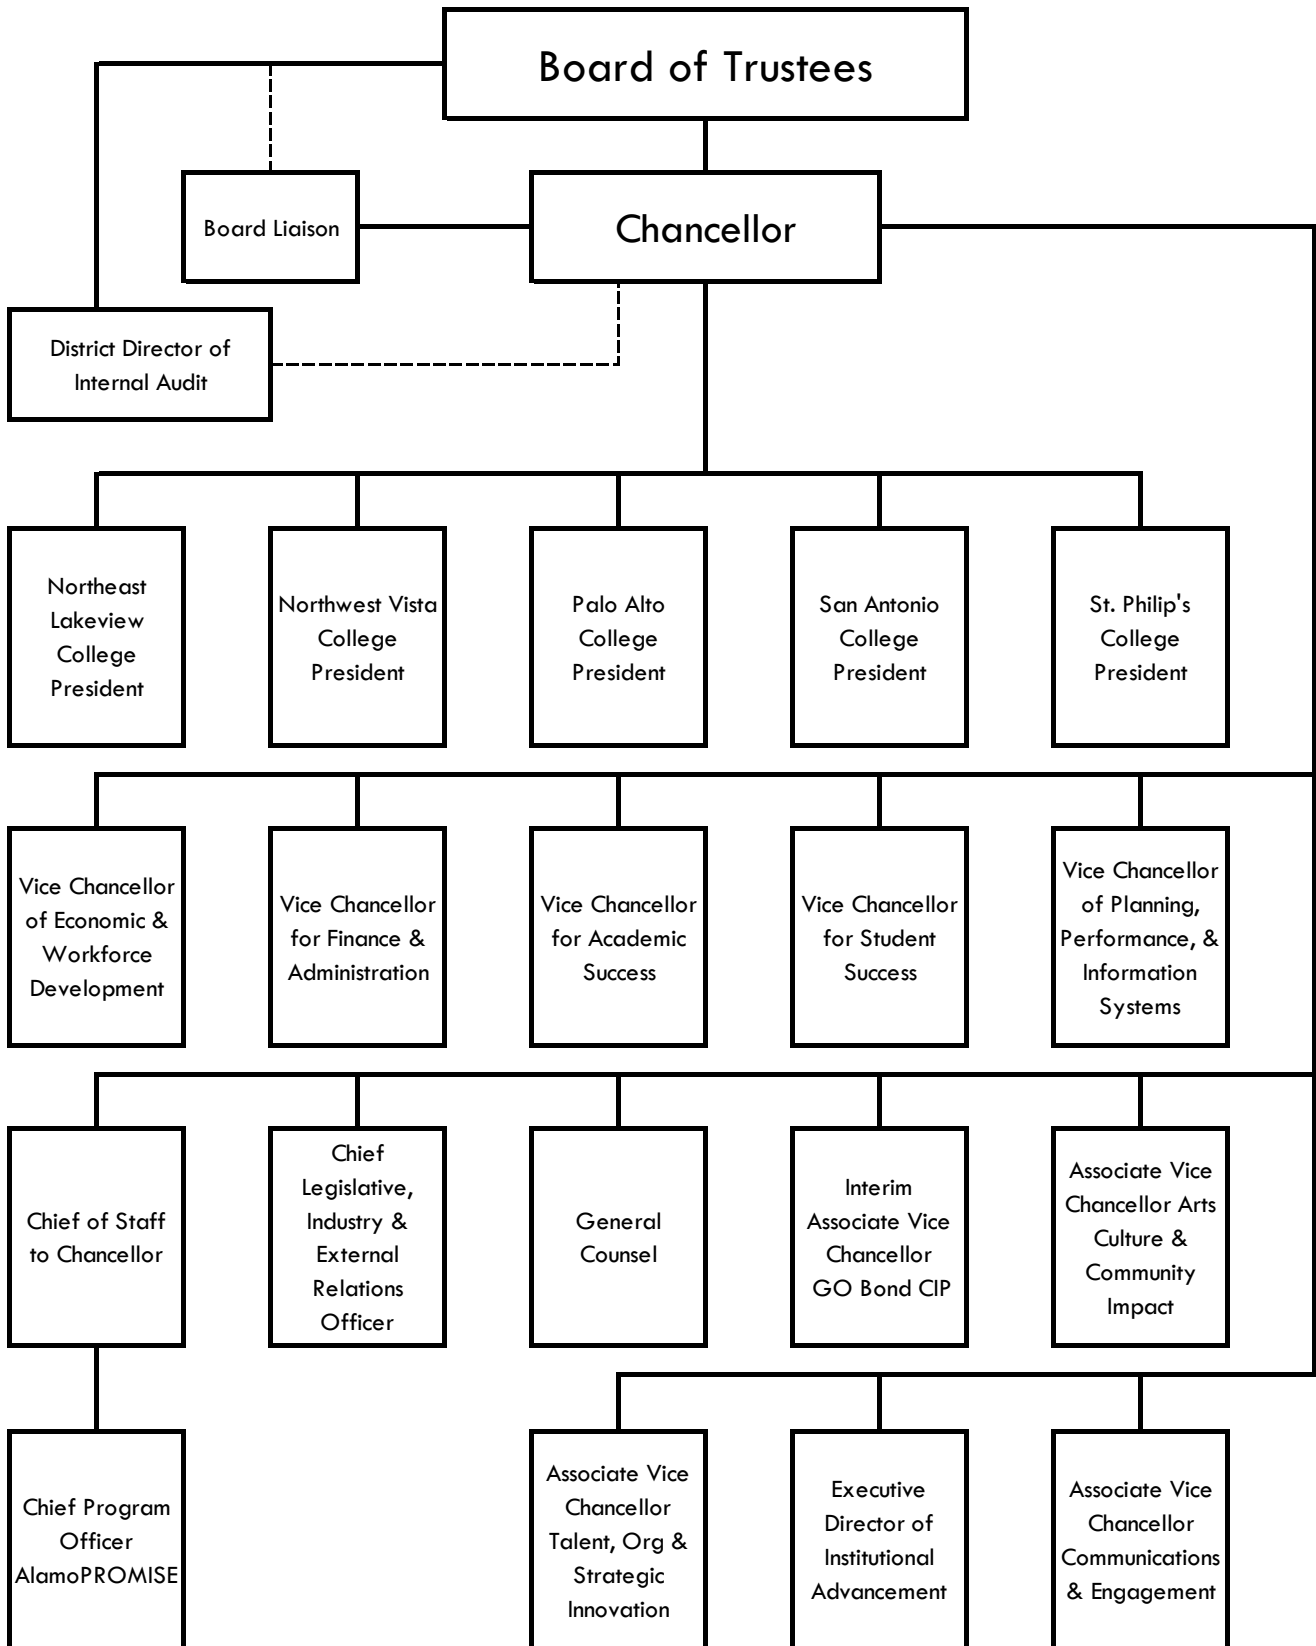 Board of Trustees
Board Liaison
Chancellor
District Director of
Internal Audit
Northeast
Lakeview
College
President
Northwest Vista
College
President
Palo Alto
College
President
San Antonio
College
President
St. Philip's
College
President
Vice Chancellor
of Economic &
Workforce
Development
Vice Chancellor
for Finance &
Administration
Vice Chancellor
for Academic
Success
Vice Chancellor
for Student
Success
Vice Chancellor
of Planning,
Performance, &
Information
Systems
Chief of Staff
to Chancellor
Chief
Legislative,
Industry &
External
Relations
Officer
General
Counsel
Interim
Associate Vice
Chancellor
GO Bond CIP
Associate Vice
Chancellor Arts
Culture &
Community
Impact
Chief Program
Officer
AlamoPROMISE
Associate Vice
Chancellor
Talent, Org &
Strategic
Innovation
Executive
Director of
Institutional
Advancement
Associate Vice
Chancellor
Communications
& Engagement